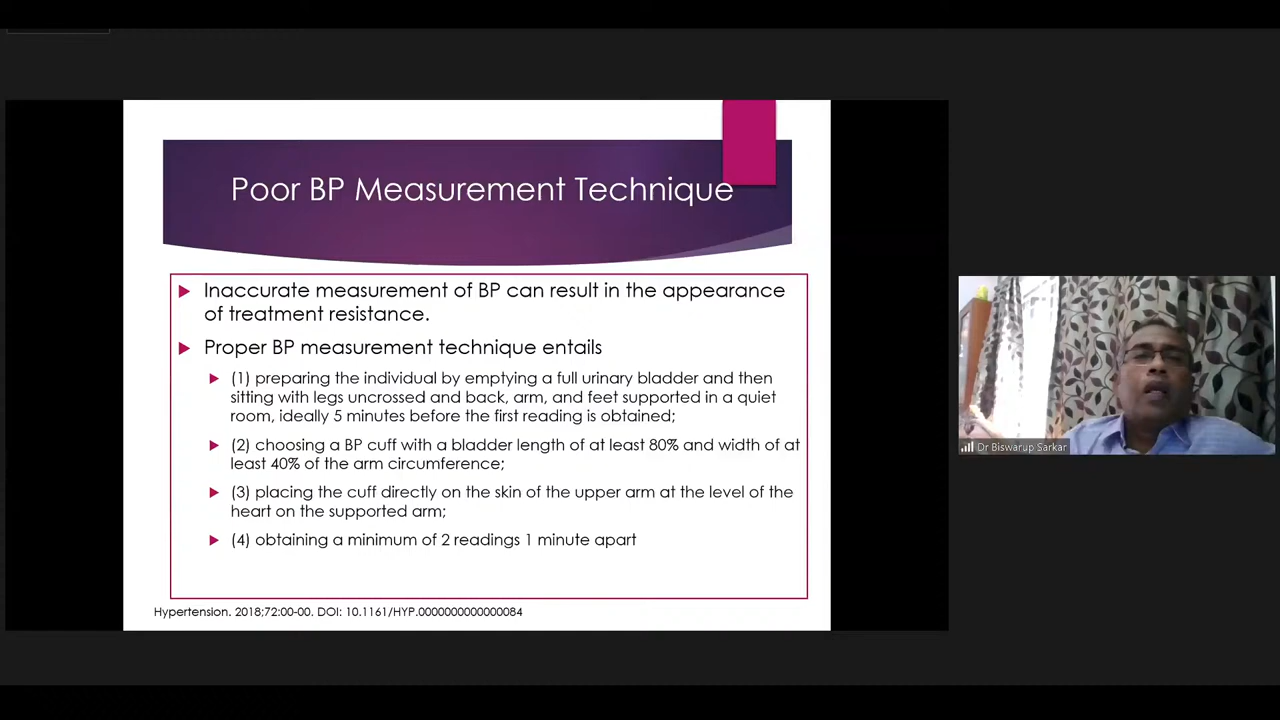 Poor BP Measurement Technique
Inaccurate measurement of BP can result in the appearance
of treatment resistance.
Proper BP measurement technique entails
(1) preparing the individual by emptying a full urinary bladder and then
sitting with legs uncrossed and back, arm, and feet supported in a quiet
room, ideally 5 minutes before the first reading is obtained;
(2) choosing a BP cuff with a bladder length of at least 80% and width of at
least 40% of the arm circumference;
(3) placing the cuff directly on the skin of the upper arm at the level of the
heart on the supported arm;
(4) obtaining a minimum of 2 readings 1 minute apart
Hypertension. 2018;72:00-00. DOI: 10.1161/HYP.0000000000000084
Dr Biswarup Sarkar